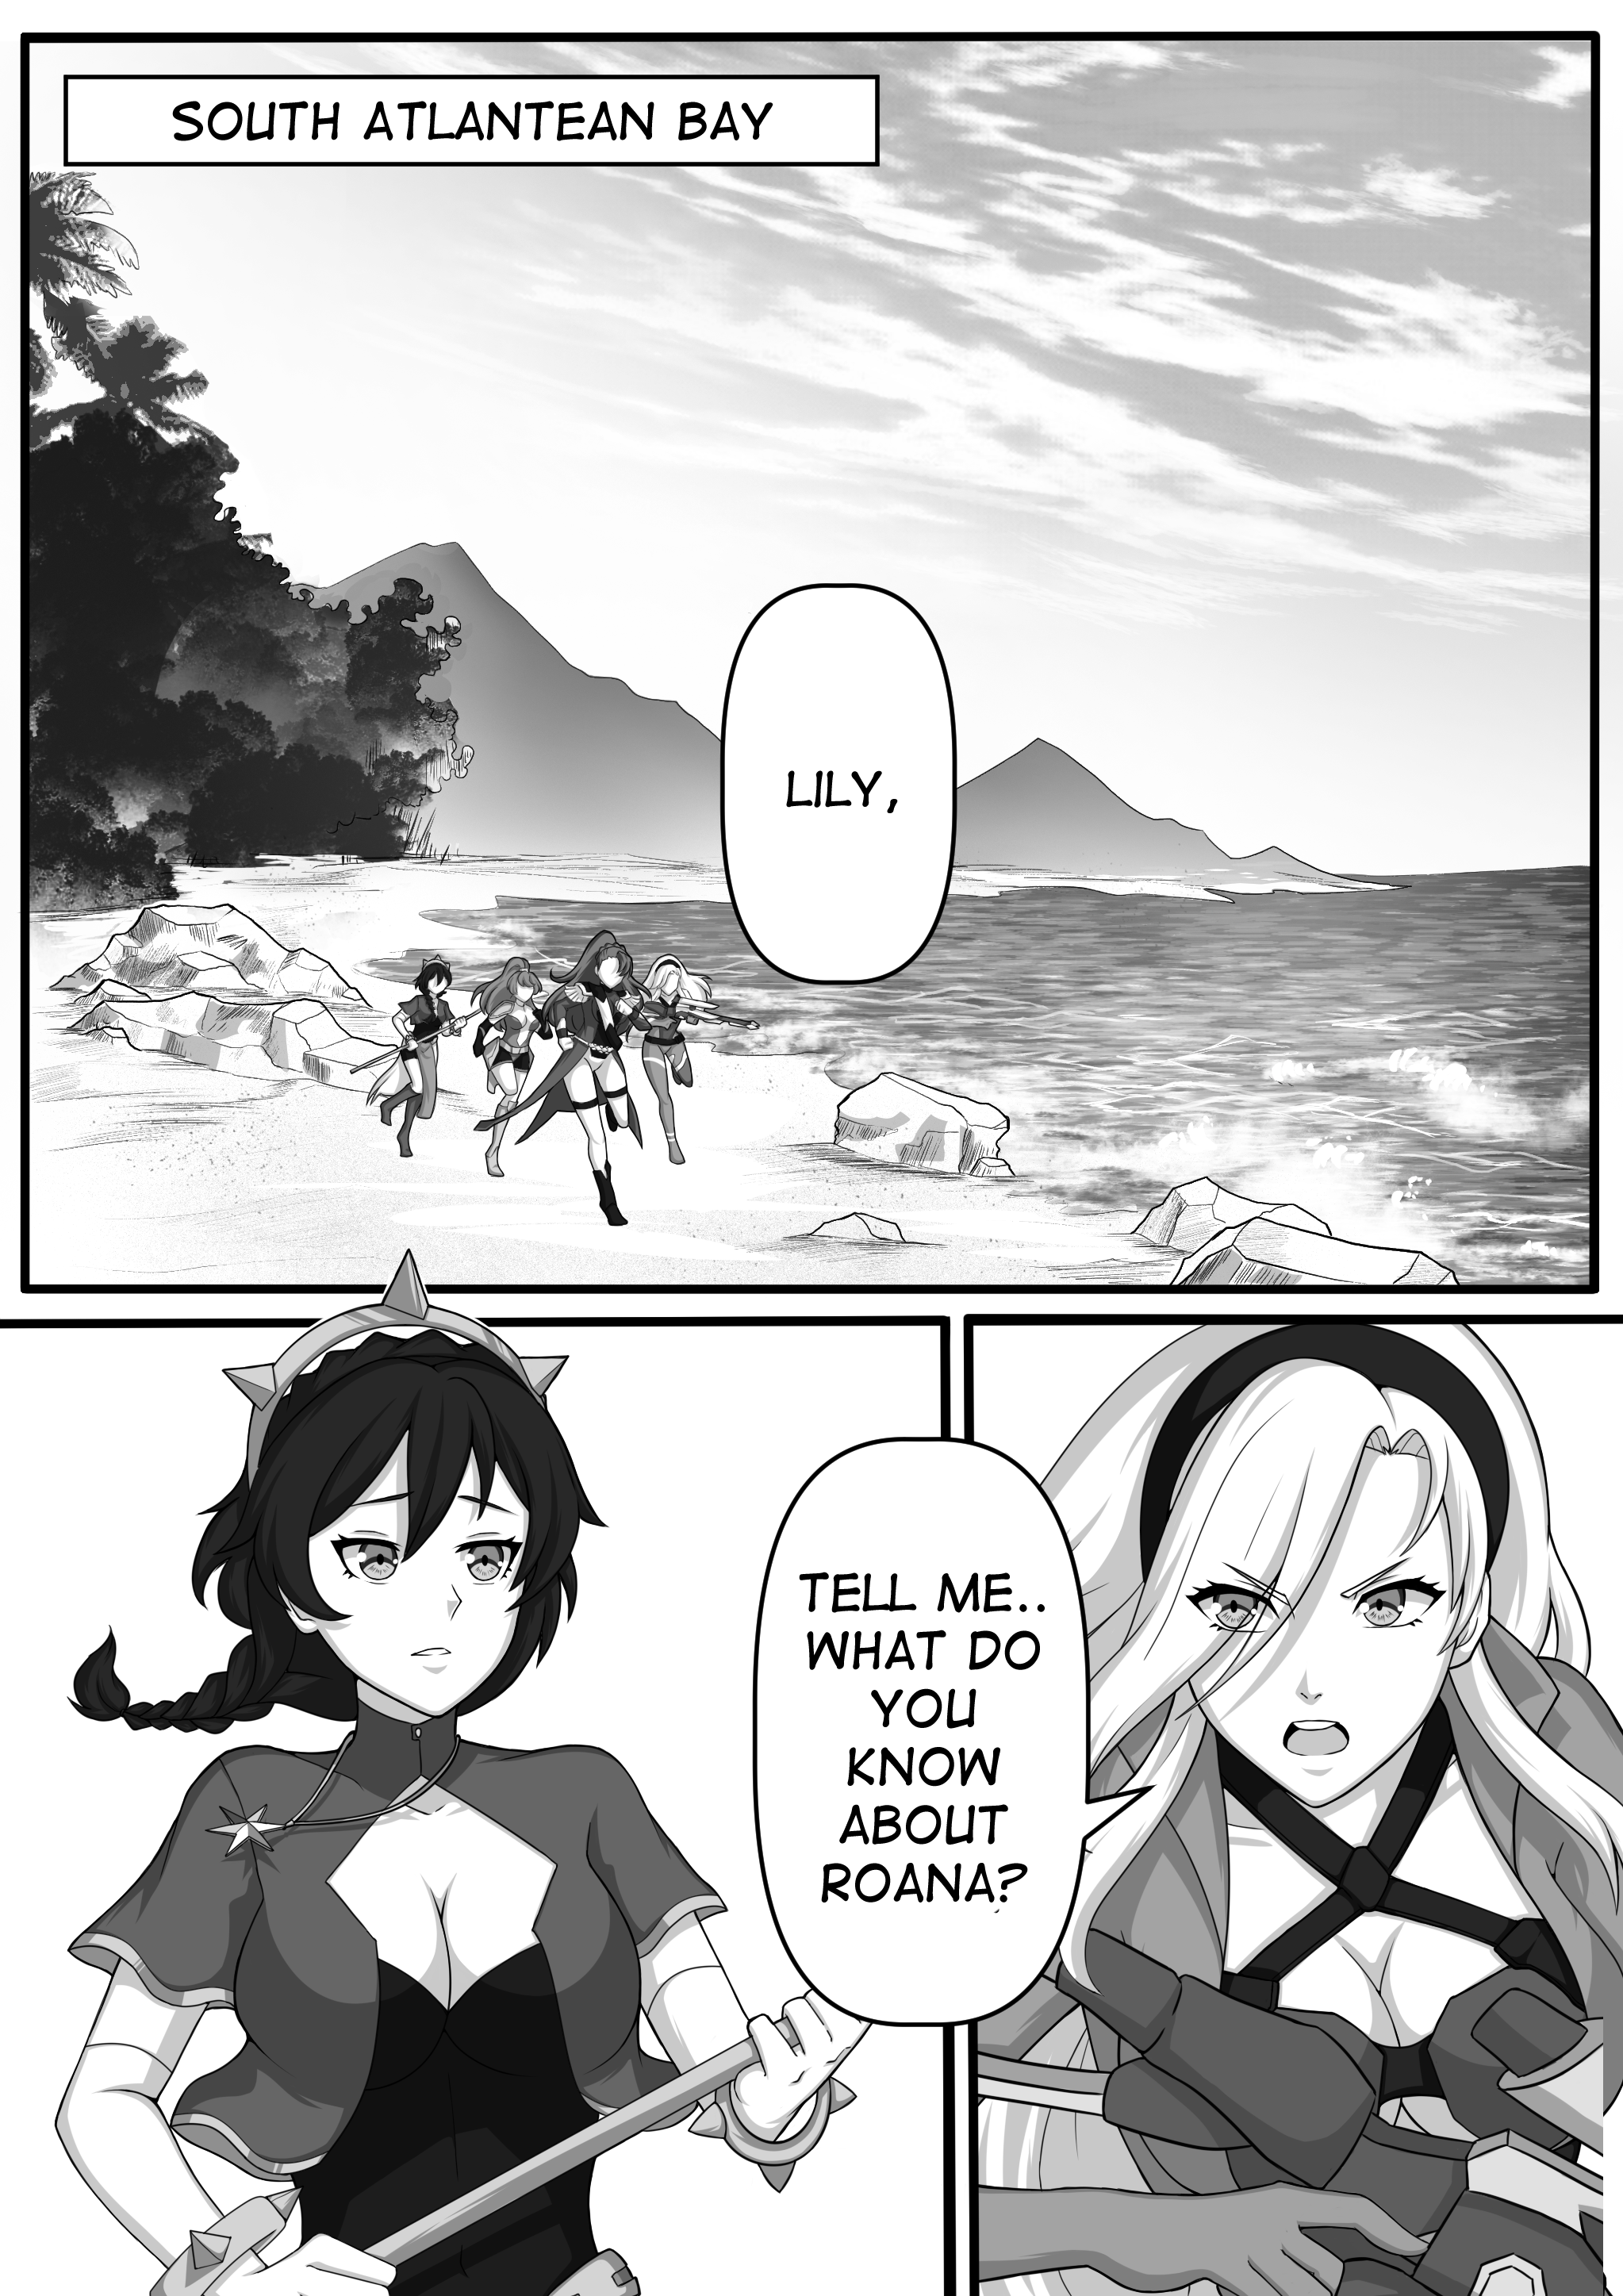 SOUTH ATLANTEAN BAY
LILY,
TELL ME..
WHAT DO
YOU
KNOW
ABOUT
ROANA?